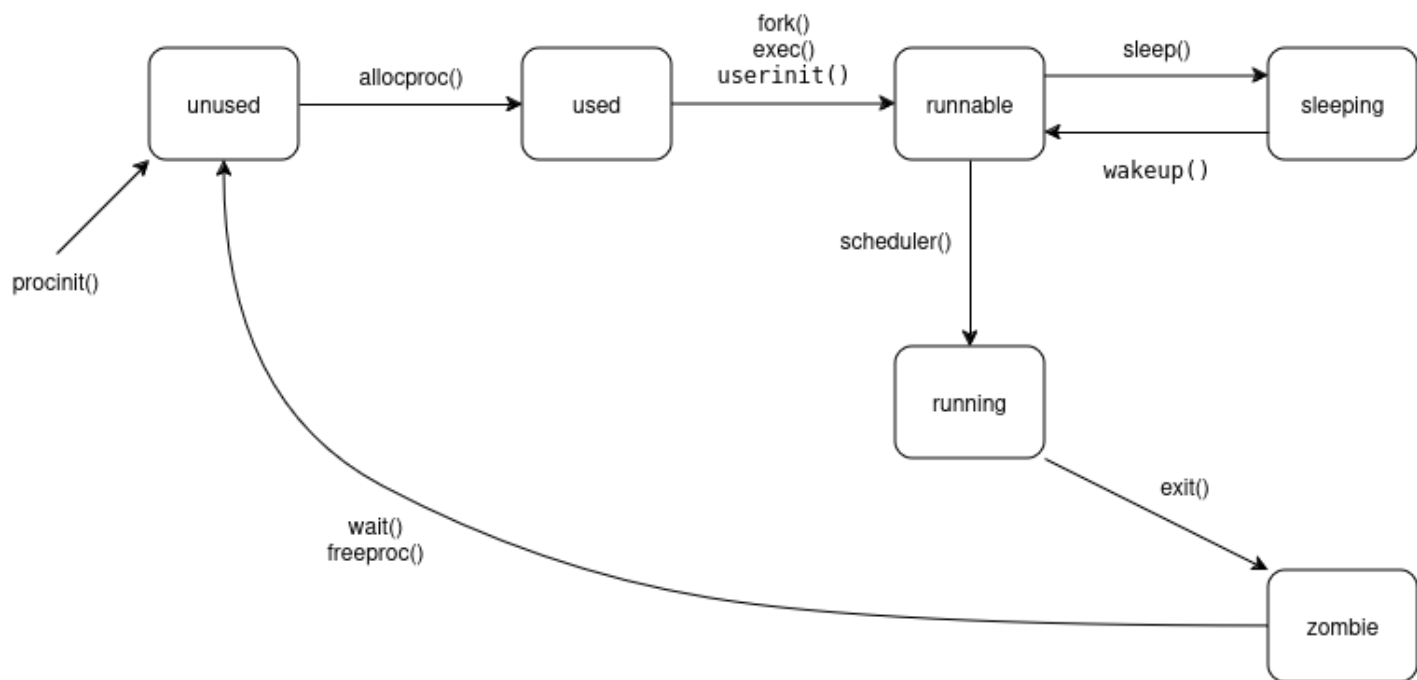 fork()
exec()
userinit()
allocproc()
sleep()
unused
used
runnable
sleeping
wakeup()
scheduler()
procinit()
running
exit()
wait()
freeproc()
zombie